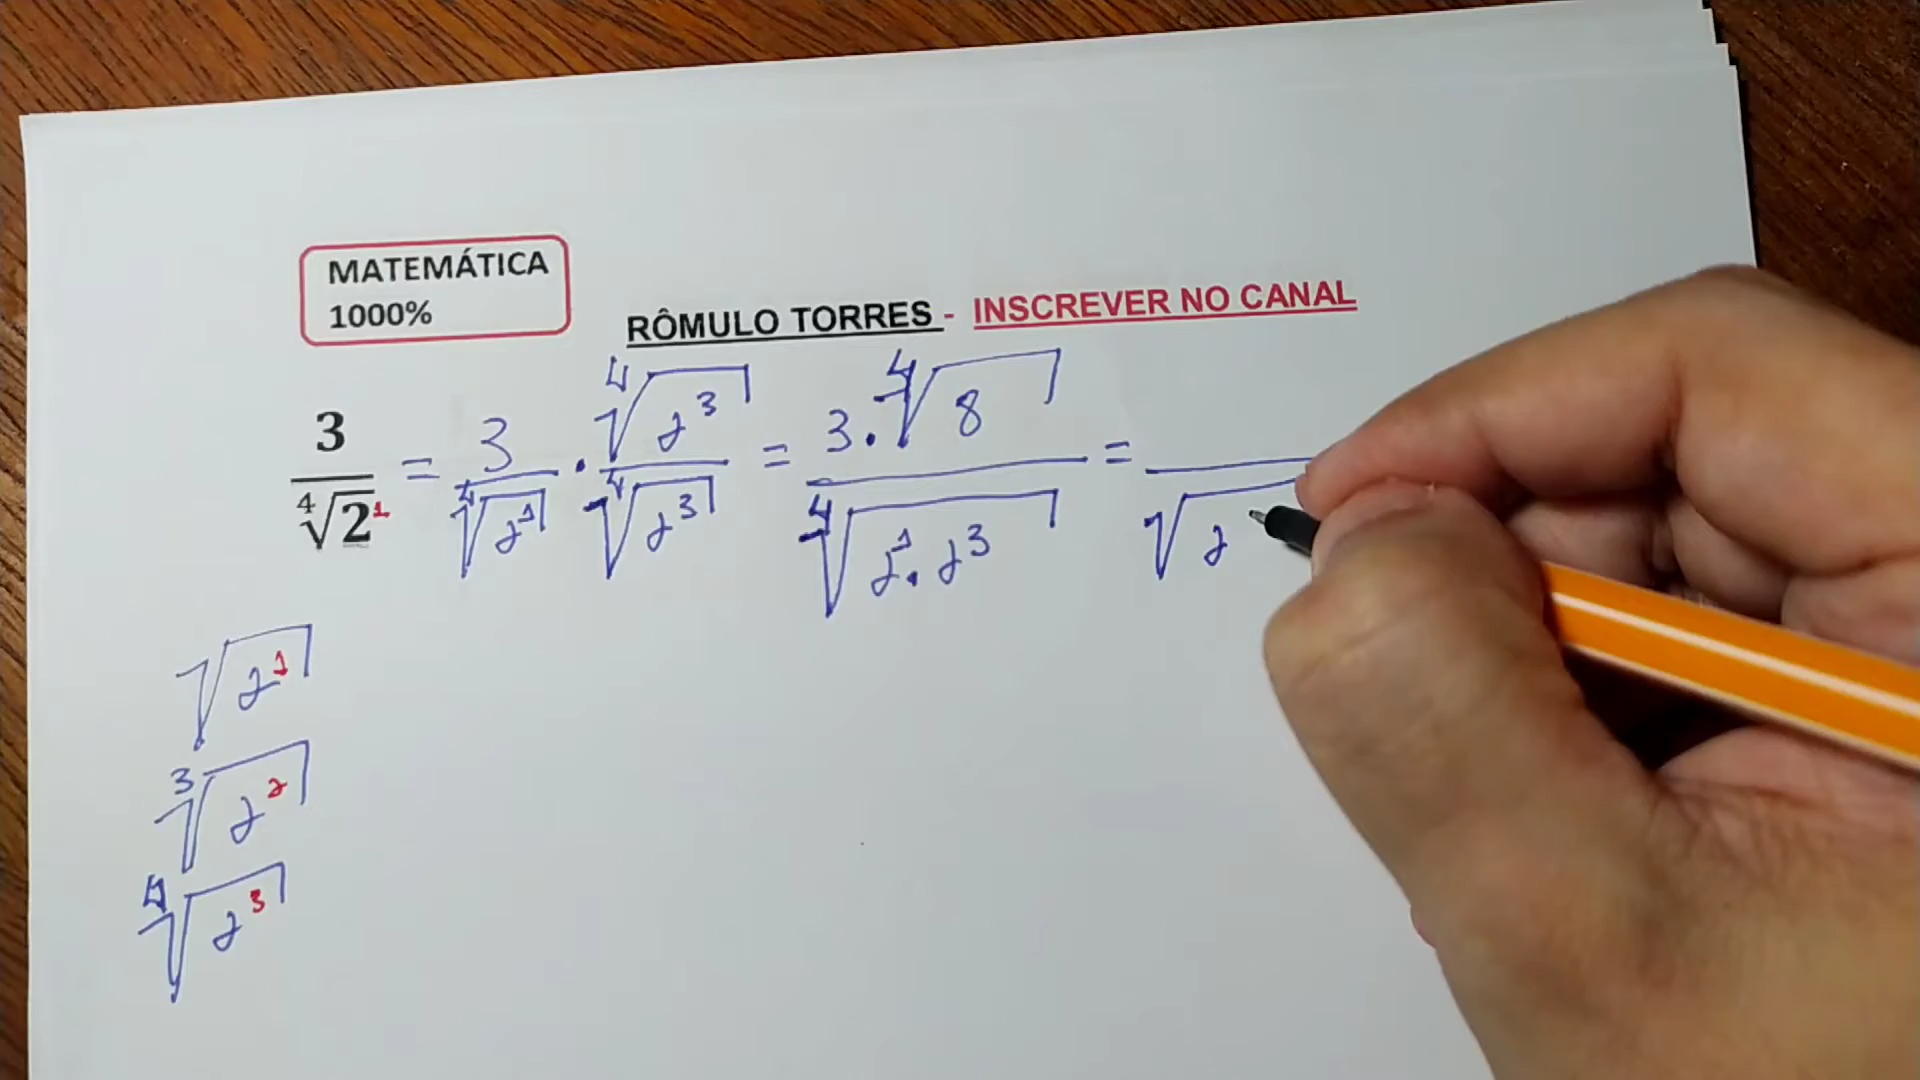 MATEMÁTICA
1000%
RÔMULO TORRES - INSCREVER NO CANAL
3/⁴√2¹ = 3/⁴√2¹ · ⁴√2³/⁴√2³ = 3·⁴√8/⁴√2¹·2³ = /√2
√2¹
³√2²
⁴√2³